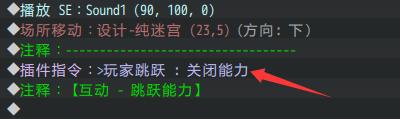 ◆播放 SE：Sound1 (90, 100, 0)
◆场所移动：设计-纯迷宫 (23,5)(方向: 下)
◆注释：---------------------------------
◆插件指令：>玩家跳跃 : 关闭能力
◆注释：【互动 - 跳跃能力】
◆